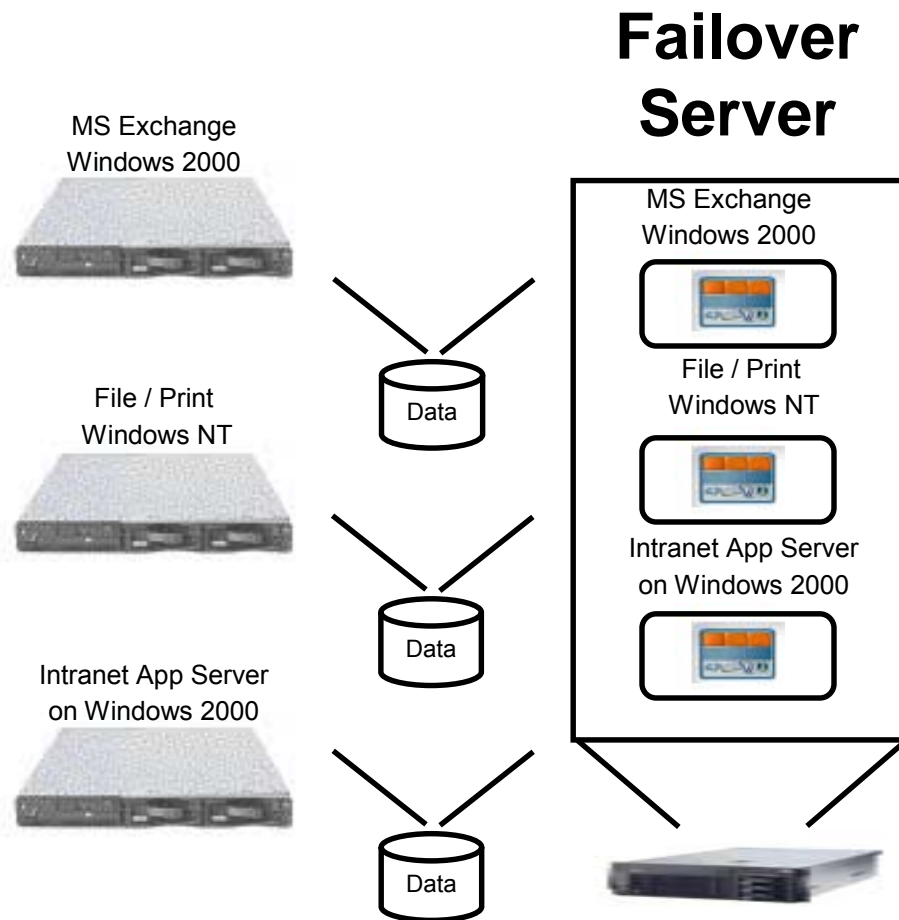 Failover
Server
MS Exchange
Windows 2000
File / Print
Windows NT
Intranet App Server
on Windows 2000
Data
Data
Data
MS Exchange
Windows 2000
File / Print
Windows NT
Intranet App Server
on Windows 2000